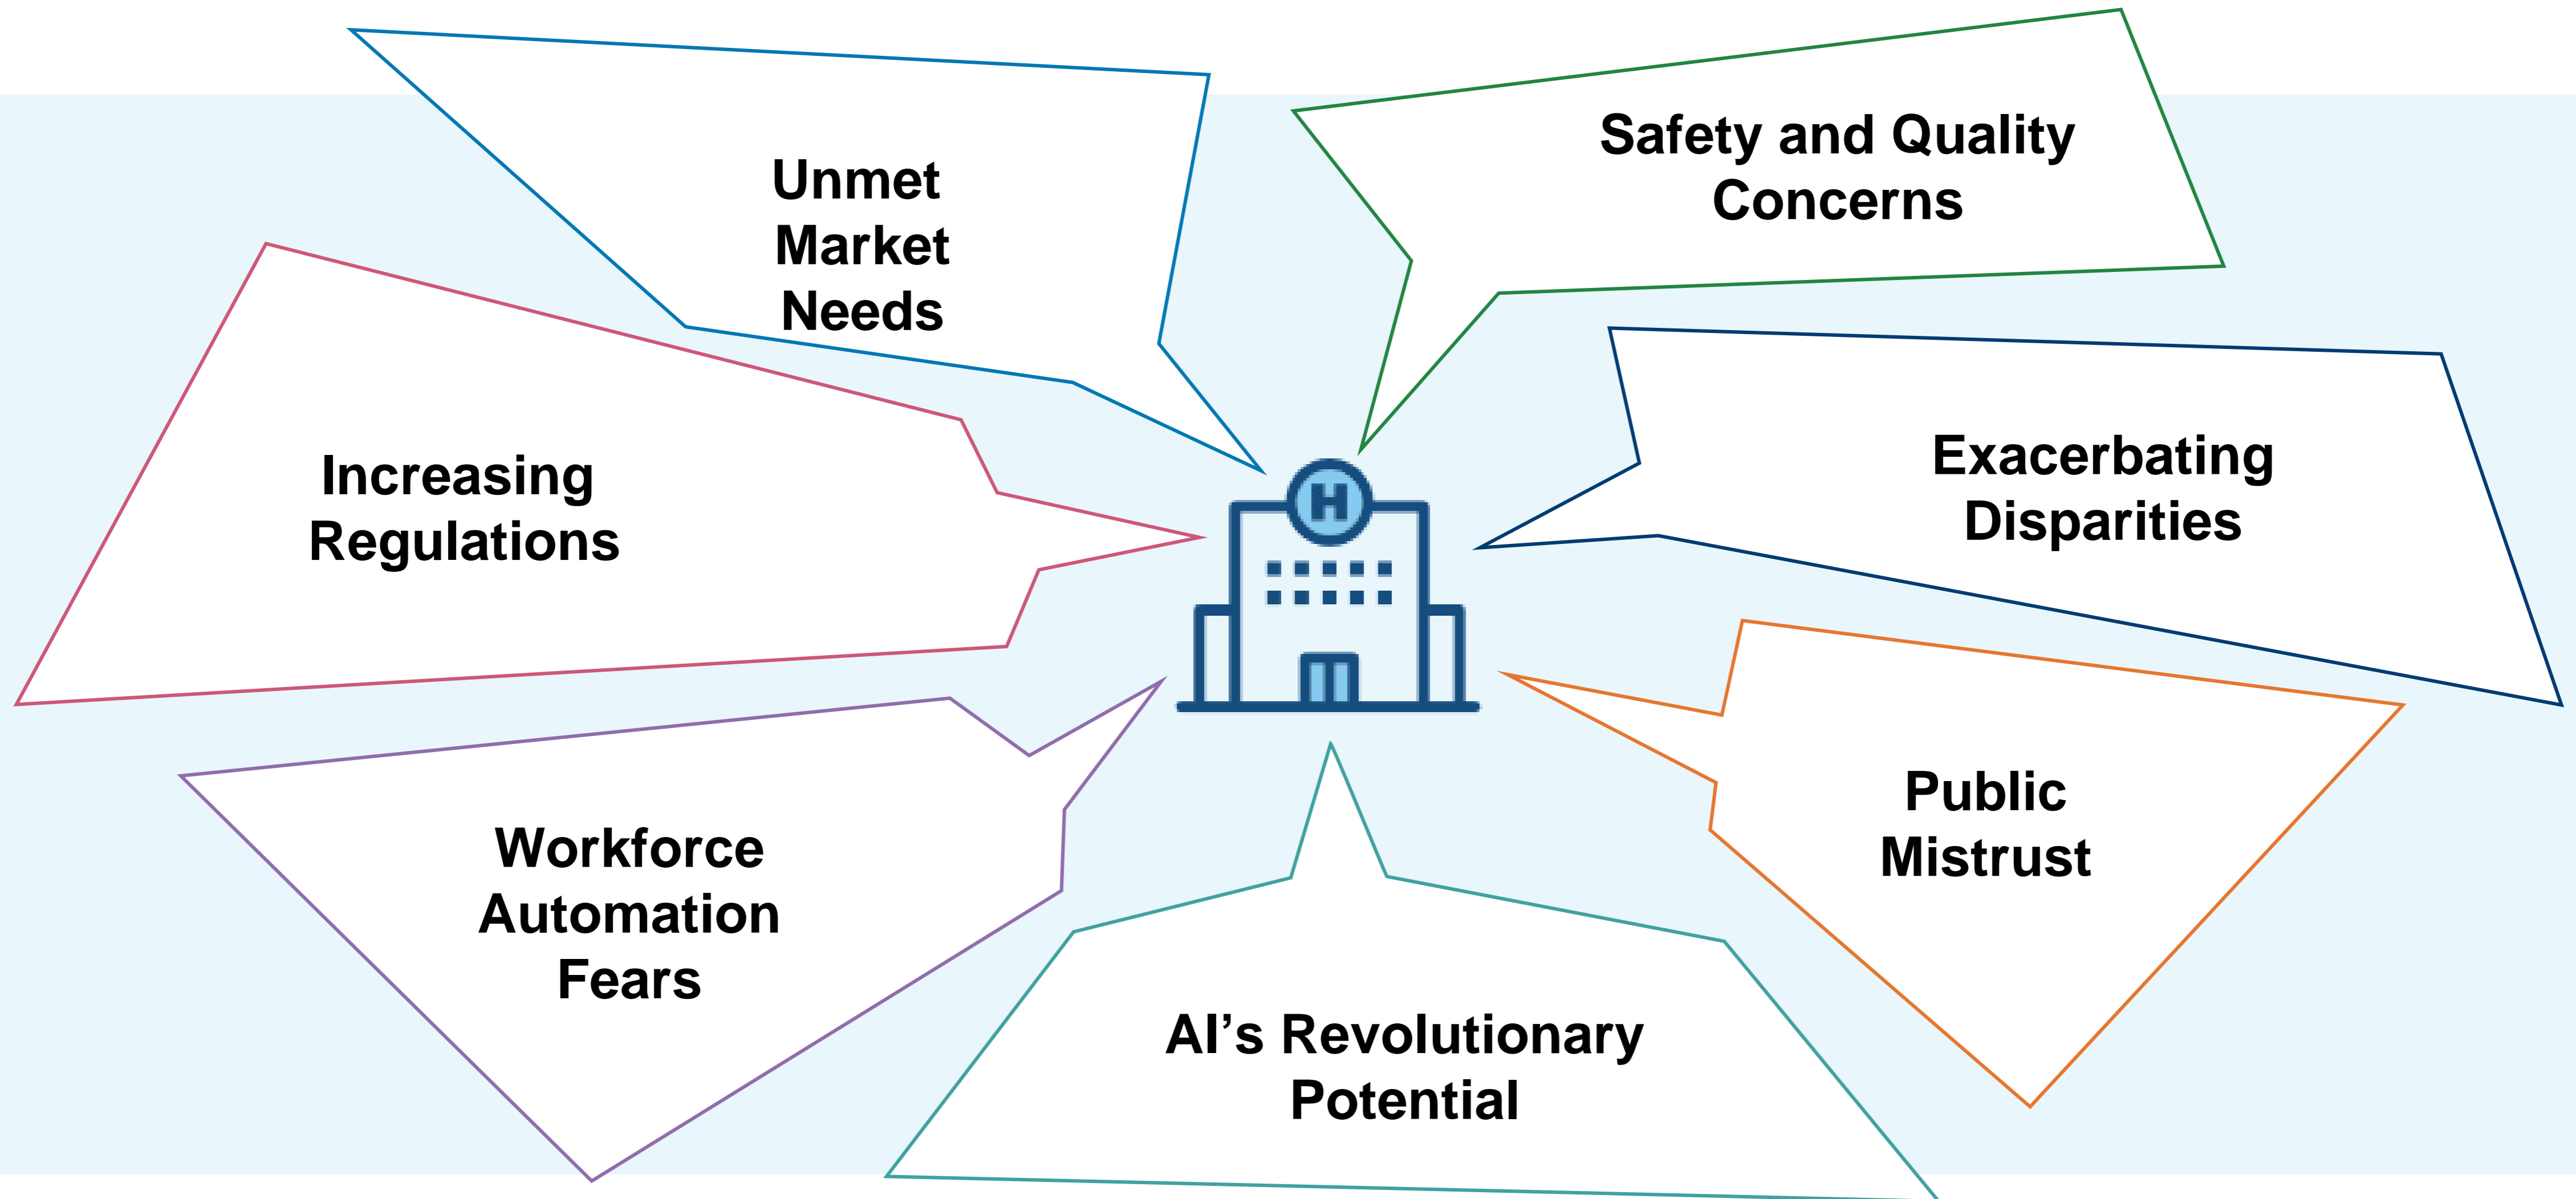 Unmet
Market
Needs
Safety and Quality
Concerns
Increasing
Regulations
Exacerbating
Disparities
H
Workforce
Automation
Fears
Public
Mistrust
AI’s Revolutionary
Potential